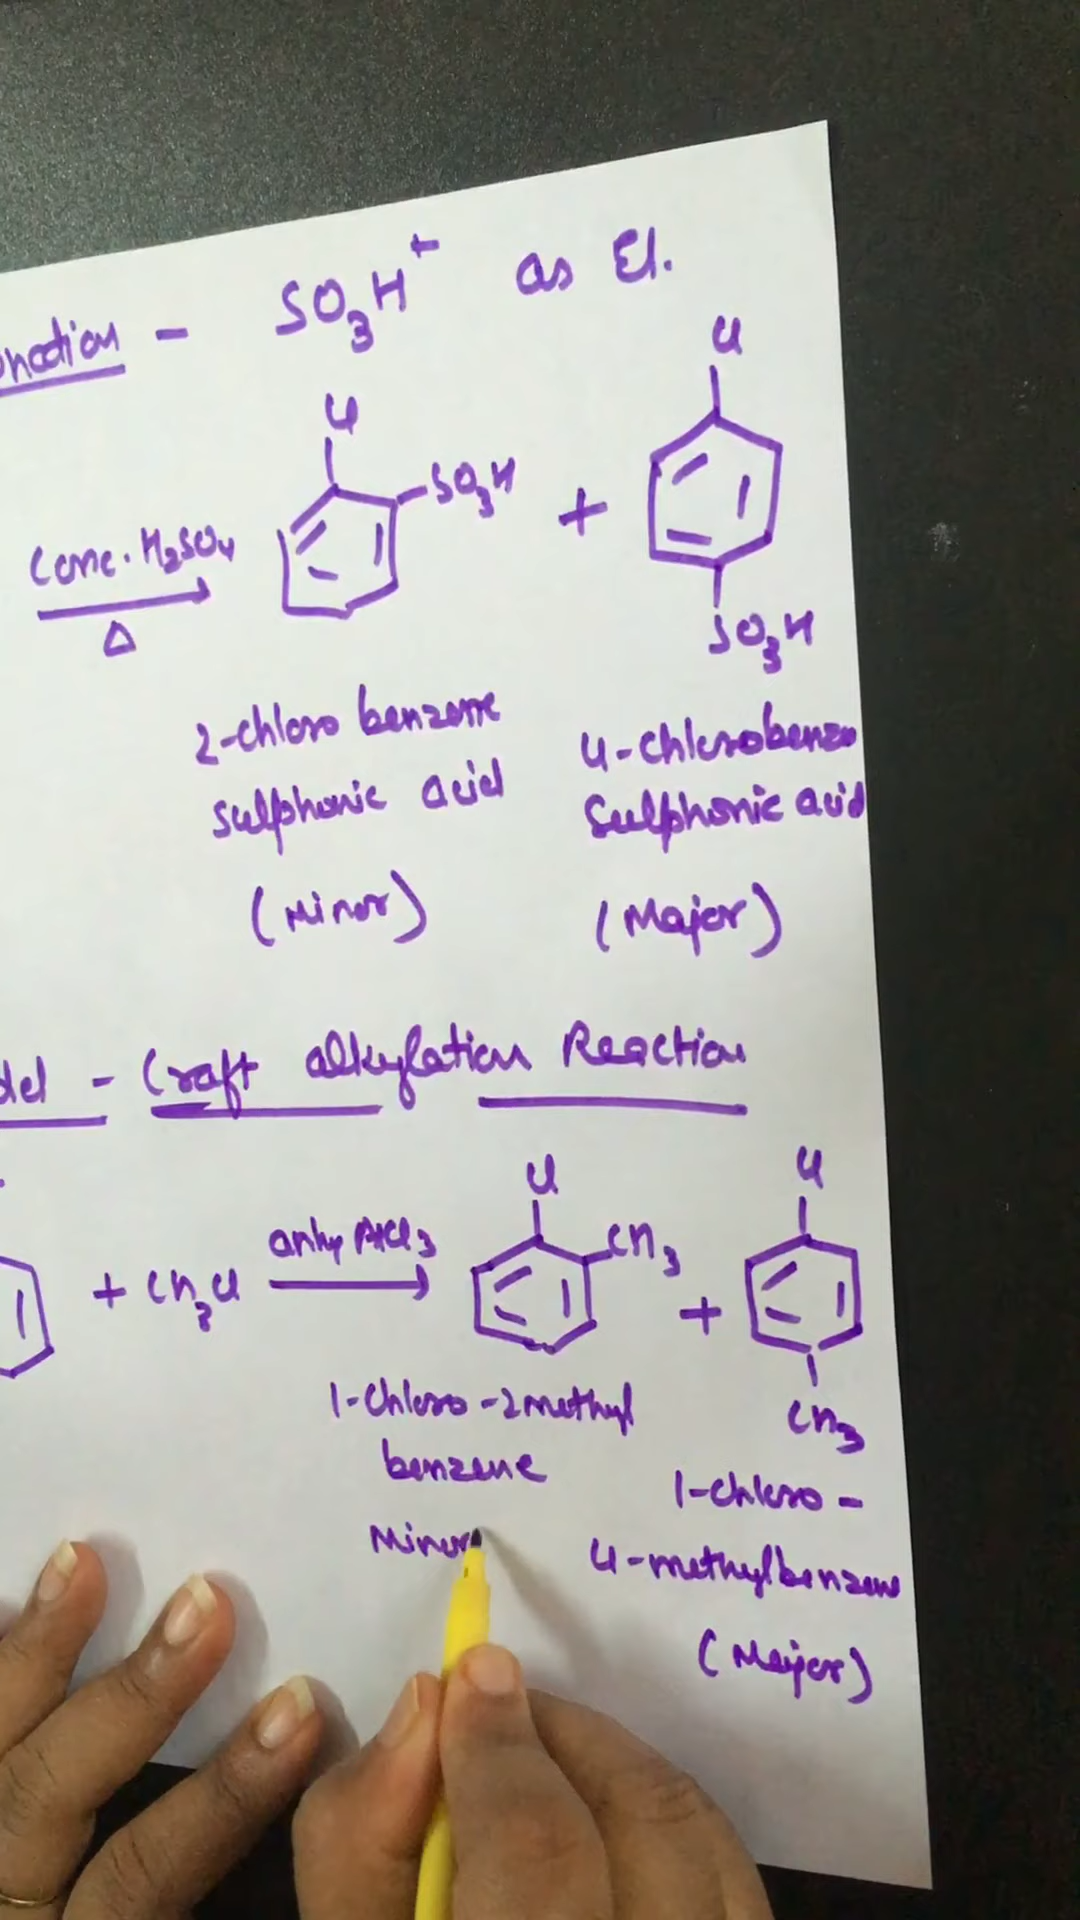 onation - SO3H+ as El.
Cl
Cl
SO3H
+
Conc. H2SO4
Δ
SO3H
2-chloro benzene
sulphonic acid
(Minor)
4-chlorobenze
Sulphonic acid
(Major)
del - Craft alkylation Reaction
Cl
Cl
+ CH3Cl
anhy AlCl3
CH3
+
CH3
1-Chloro-2methyl
benzene
Minor
1-chloro-
4-methylbenzene
(Major)